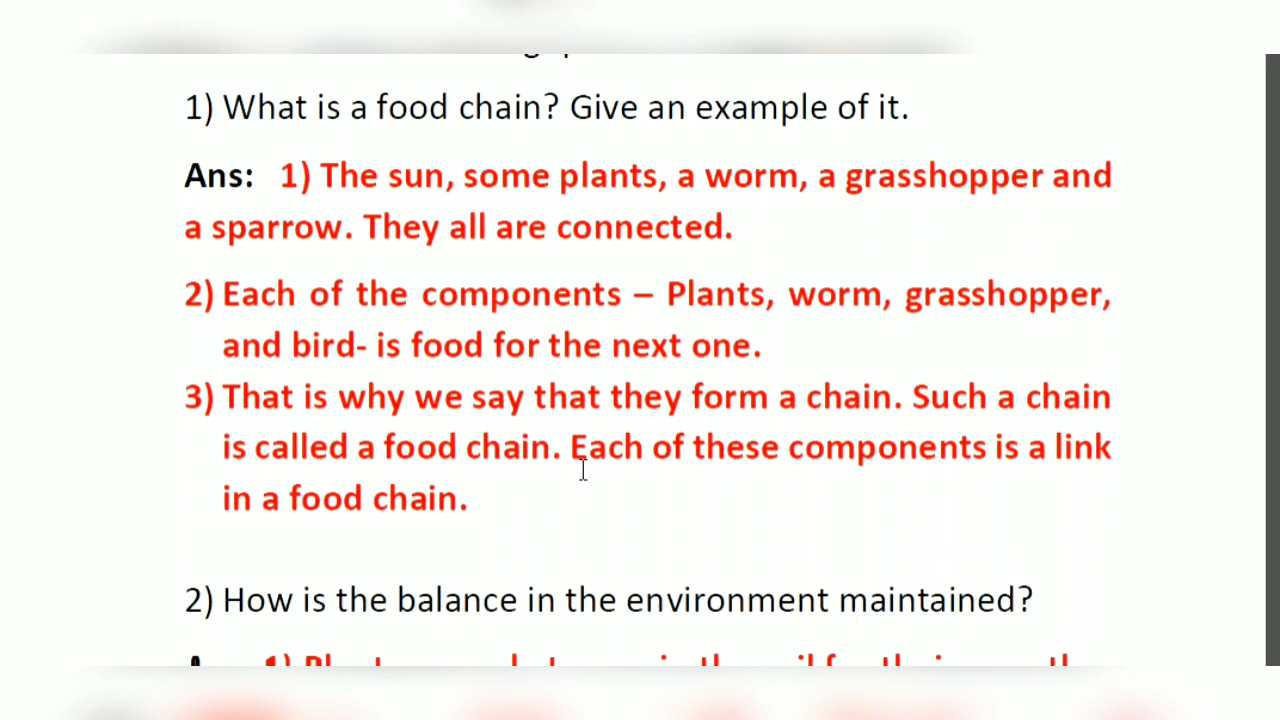 1) What is a food chain? Give an example of it.
Ans: 1) The sun, some plants, a worm, a grasshopper and
a sparrow. They all are connected.
2) Each of the components – Plants, worm, grasshopper,
and bird- is food for the next one.
3) That is why we say that they form a chain. Such a chain
is called a food chain. Each of these components is a link
in a food chain.
2) How is the balance in the environment maintained?